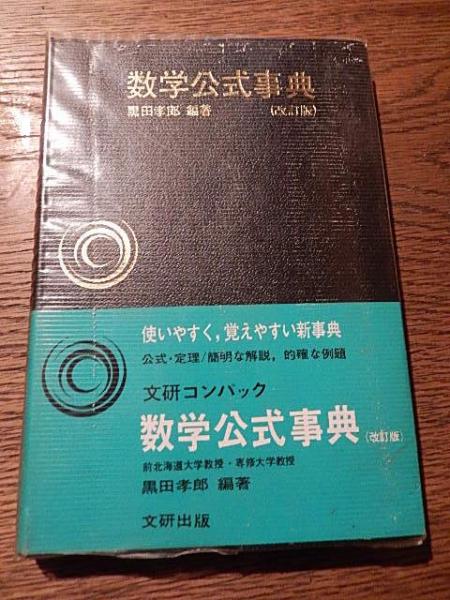 数学公式事典
黒田孝郎 編著 (改訂版)
使いやすく，覚えやすい新事典
公式・定理/簡明な解説，的確な例題
文研コンパック
数学公式事典(改訂版)
前北海道大学教授・専修大学教授
黒田孝郎 編著
文研出版